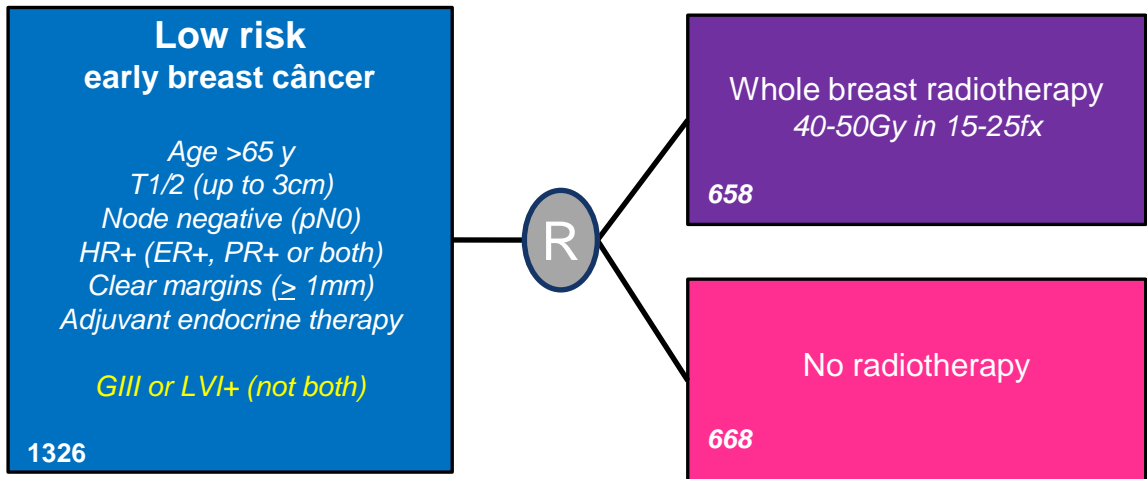 Low risk
early breast câncer
Age >65 y
T1/2 (up to 3cm)
Node negative (pN0)
HR+ (ER+, PR+ or both)
Clear margins (≥ 1mm)
Adjuvant endocrine therapy
GIII or LVI+ (not both)
1326
R
Whole breast radiotherapy
40-50Gy in 15-25fx
658
No radiotherapy
668